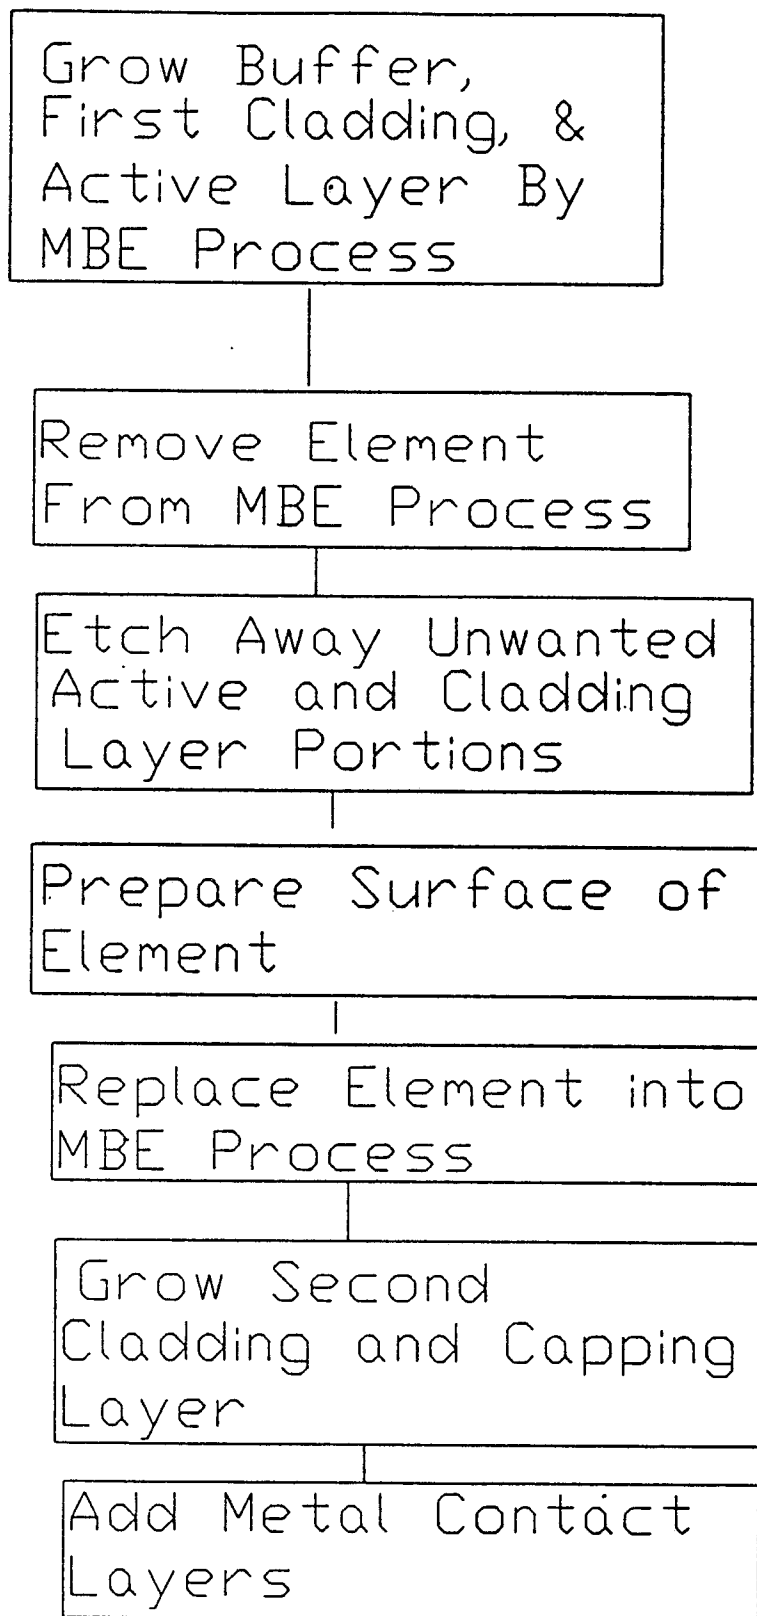 Grow Buffer,
First Cladding, &
Active Layer By
MBE Process
Remove Element
From MBE Process
Etch Away Unwanted
Active and Cladding
Layer Portions
Prepare Surface of
Element
Replace Element into
MBE Process
Grow Second
Cladding and Capping
Layer
Add Metal Contact
Layers